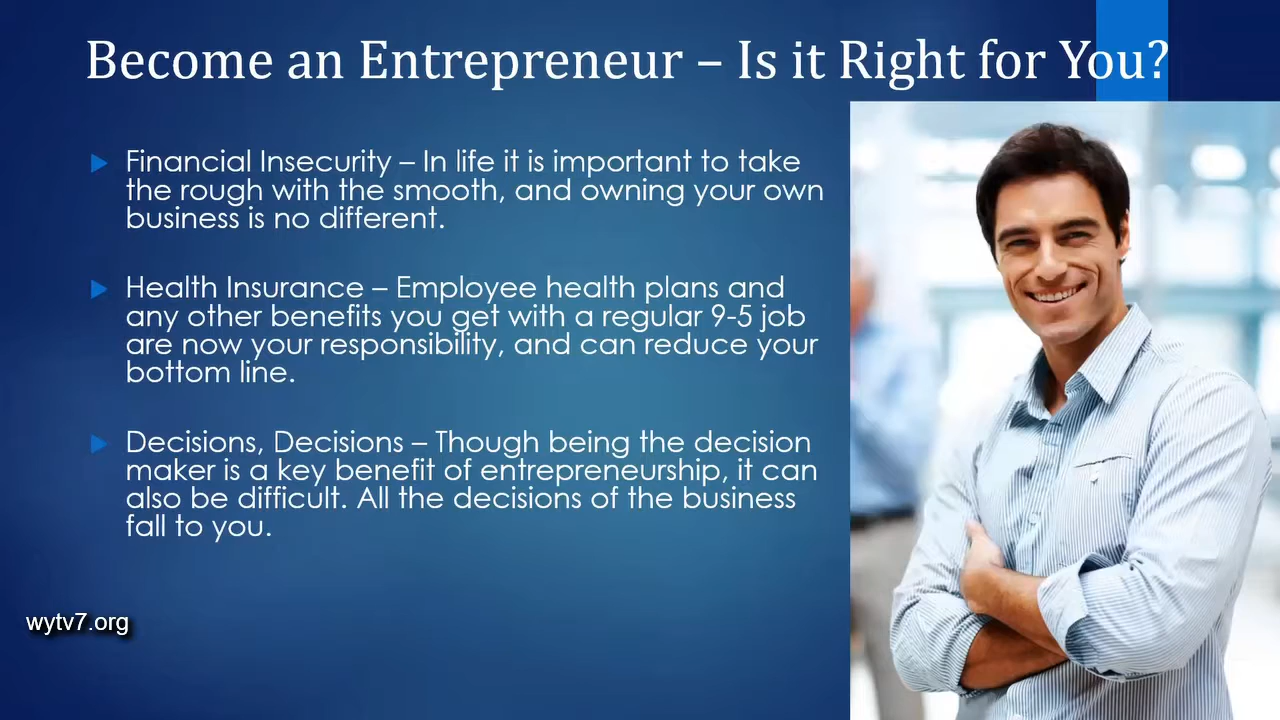 Become an Entrepreneur – Is it Right for You?
Financial Insecurity – In life it is important to take
the rough with the smooth, and owning your own
business is no different.
Health Insurance – Employee health plans and
any other benefits you get with a regular 9-5 job
are now your responsibility, and can reduce your
bottom line.
Decisions, Decisions – Though being the decision
maker is a key benefit of entrepreneurship, it can
also be difficult. All the decisions of the business
fall to you.
wytv7.org